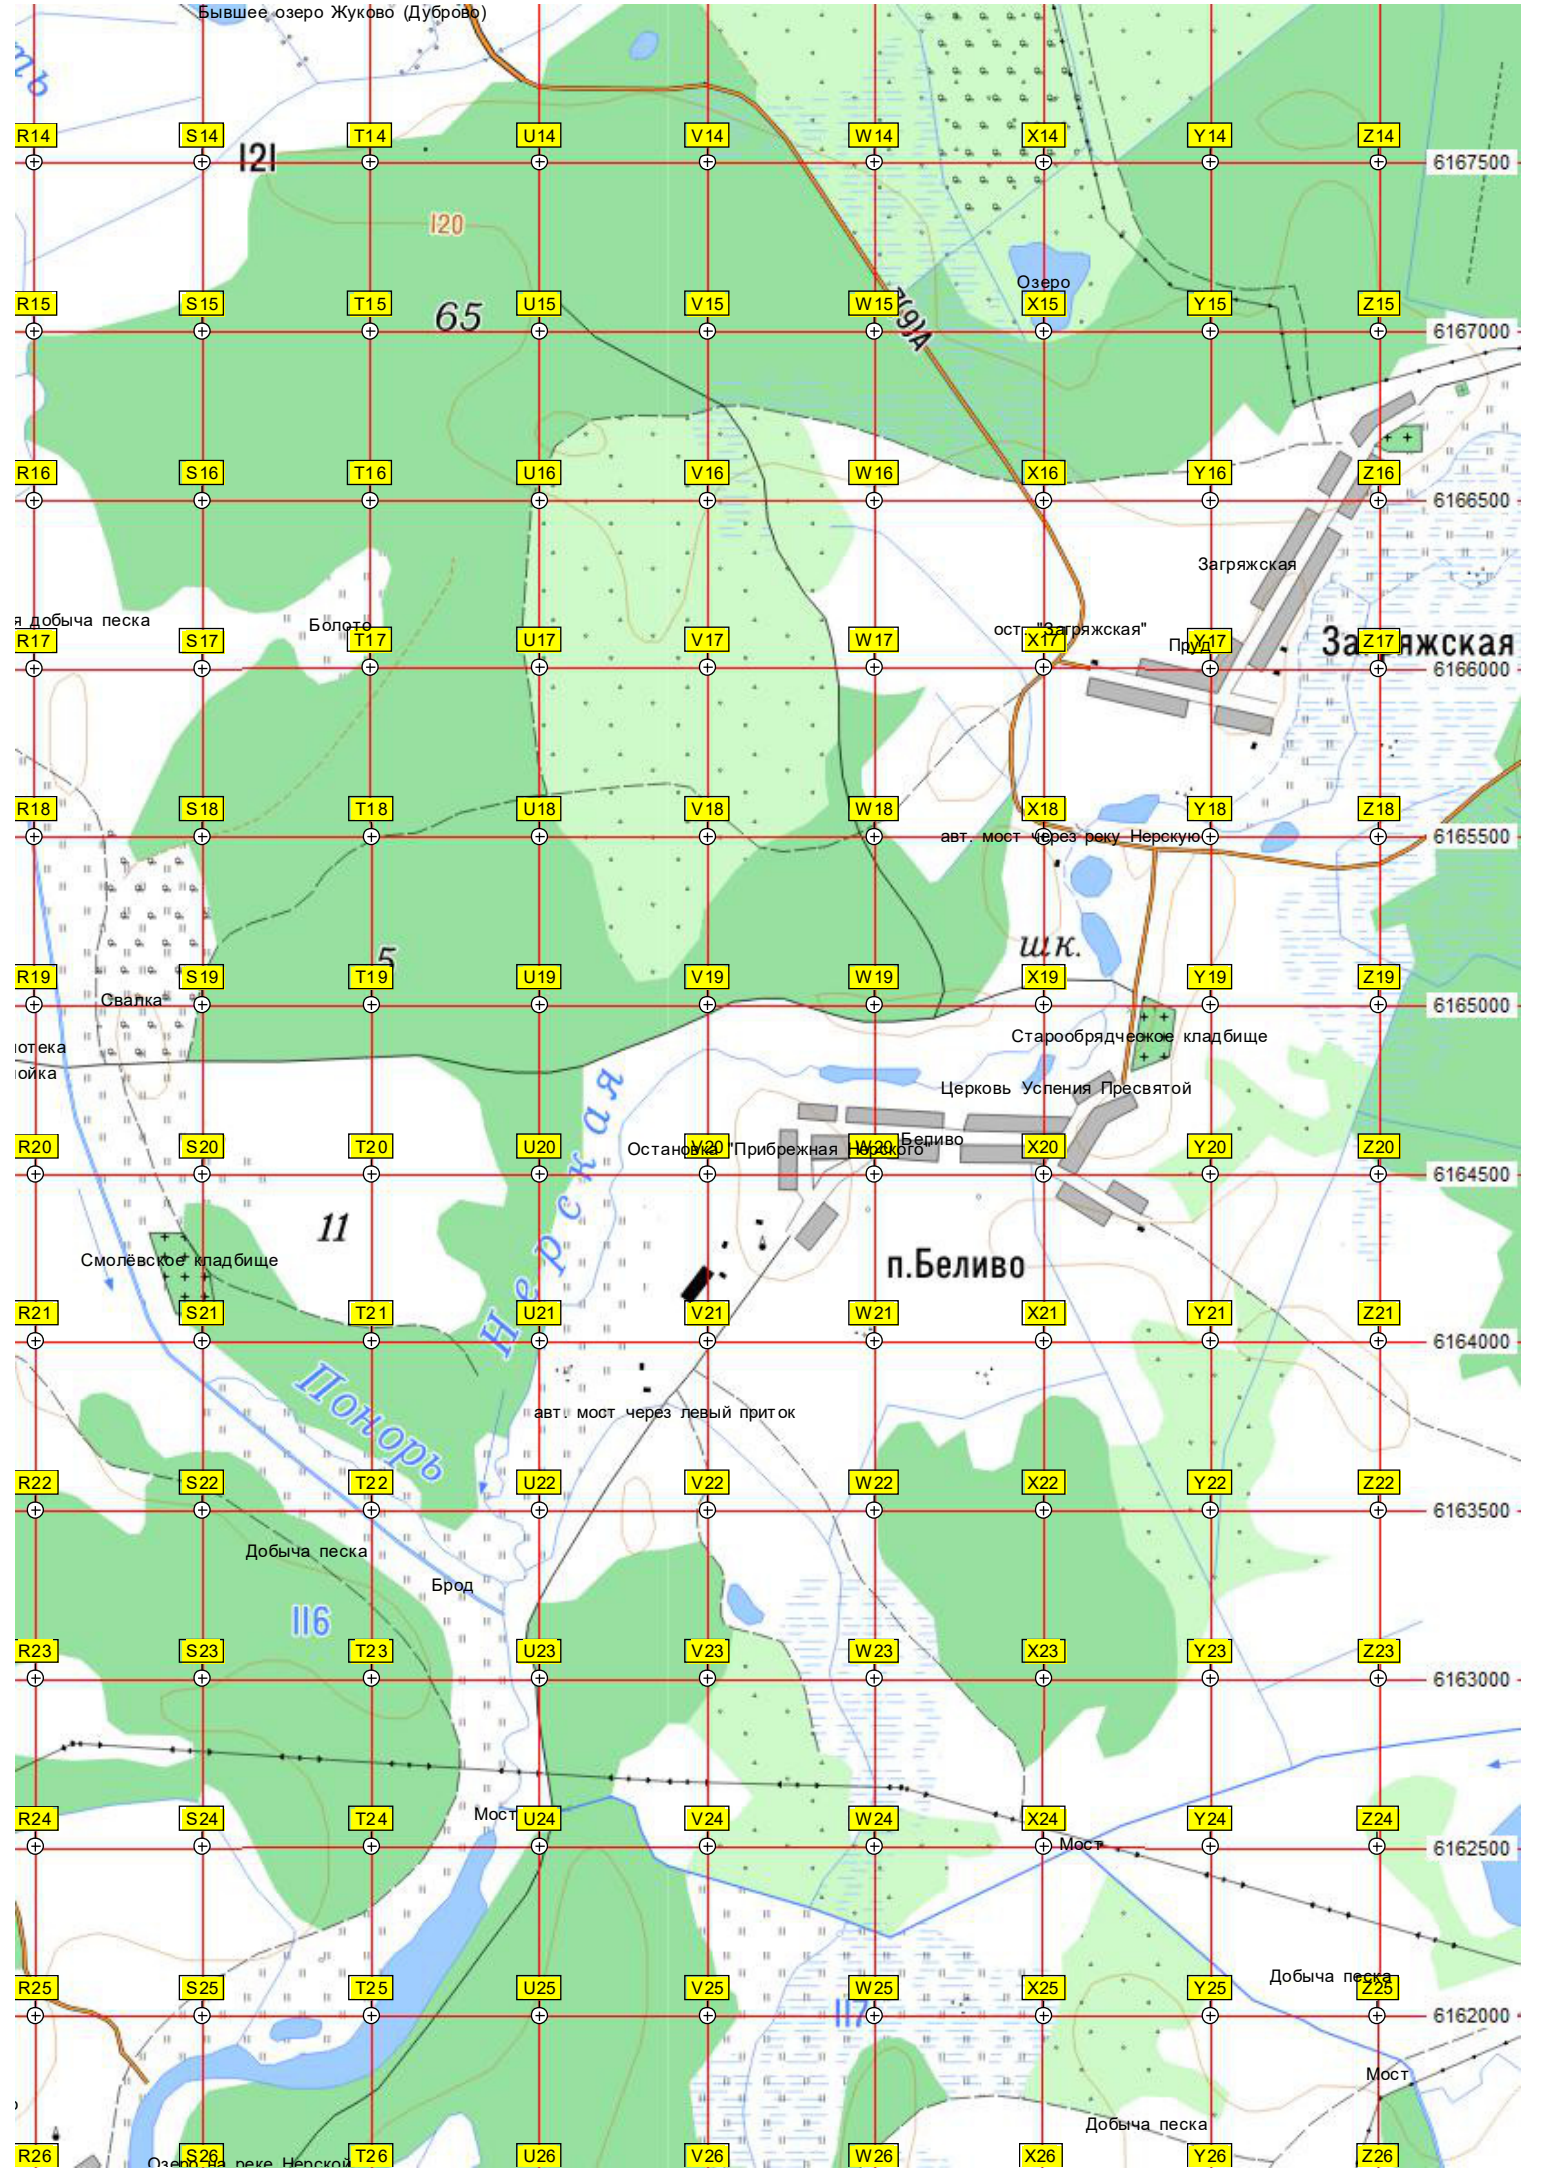 Бывшее озеро Жуково (Дуброво)
ть
R14 S14 T14 U14 V14 W14 X14 Y14 Z14
121
6167500
120
Озеро
R15 S15 T15 U15 V15 W15 X15 Y15 Z15
65
7(9)А
6167000
R16 S16 T16 U16 V16 W16 X16 Y16 Z16
6166500
Загряжская
я добыча песка
Болото
ост. "Загряжская"
Пруд
R17 S17 T17 U17 V17 W17 X17 Y17 Z17
6166000
R18 S18 T18 U18 V18 W18 X18 Y18 Z18
авт. мост через реку Нерскую
6165500
шк.
5
R19 S19 T19 U19 V19 W19 X19 Y19 Z19
Свалка
6165000
Старообрядческое кладбище
отека
ойка
Церковь Успения Пресвятой
Нерская
Беливо
Остановка "Прибрежная Нерского"
R20 S20 T20 U20 V20 W20 X20 Y20 Z20
6164500
11
Смолёвское кладбище
п.Беливо
R21 S21 T21 U21 V21 W21 X21 Y21 Z21
6164000
Понорь
авт. мост через левый приток
R22 S22 T22 U22 V22 W22 X22 Y22 Z22
6163500
Добыча песка
Брод
116
R23 S23 T23 U23 V23 W23 X23 Y23 Z23
6163000
Мост
R24 S24 T24 U24 V24 W24 X24 Y24 Z24
Мост
6162500
Добыча песка
R25 S25 T25 U25 V25 W25 X25 Y25 Z25
117
6162000
Мост
Добыча песка
R26 S26 T26 U26 V26 W26 X26 Y26 Z26
Озеро на реке Нерской